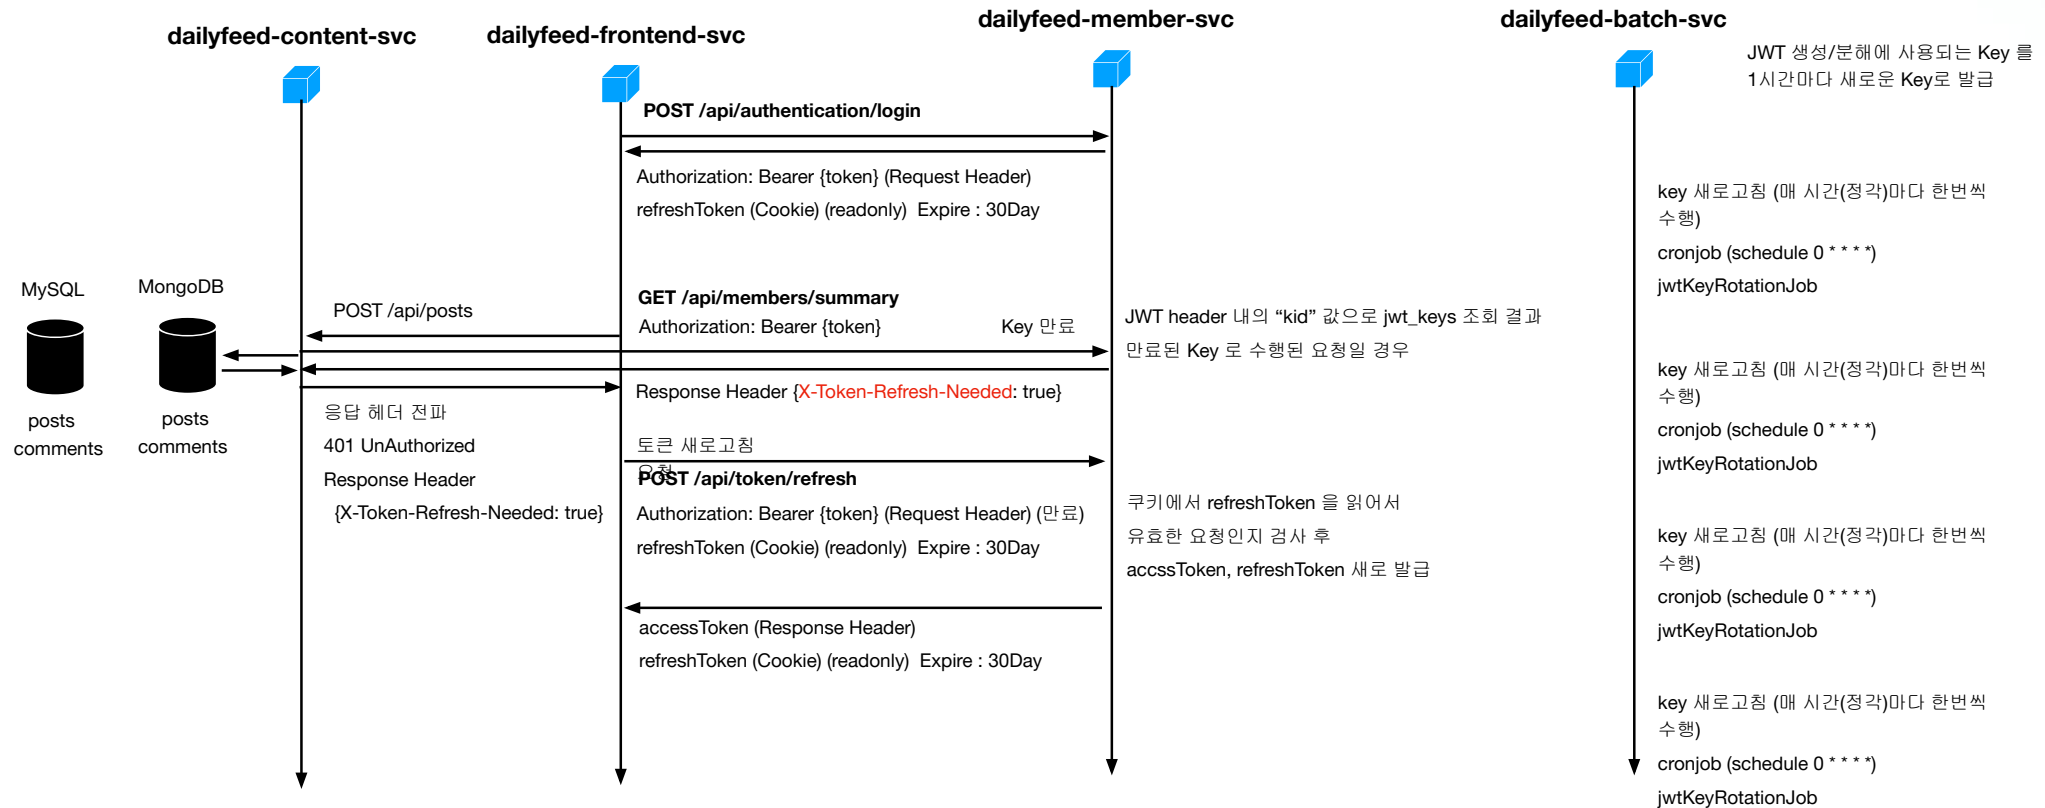 dailyfeed-content-svc
dailyfeed-frontend-svc
dailyfeed-member-svc
dailyfeed-batch-svc
JWT 생성/분해에 사용되는 Key 를
1시간마다 새로운 Key로 발급
POST /api/authentication/login
Authorization: Bearer {token} (Request Header)
refreshToken (Cookie) (readonly)  Expire : 30Day
key 새로고침 (매 시간(정각)마다 한번씩
수행)
cronjob (schedule 0 * * * *)
jwtKeyRotationJob
MySQL
MongoDB
posts
comments
posts
comments
POST /api/posts
GET /api/members/summary
Authorization: Bearer {token}
Key 만료
JWT header 내의 “kid” 값으로 jwt_keys 조회 결과
만료된 Key 로 수행된 요청일 경우
Response Header {X-Token-Refresh-Needed: true}
key 새로고침 (매 시간(정각)마다 한번씩
수행)
cronjob (schedule 0 * * * *)
jwtKeyRotationJob
응답 헤더 전파
401 UnAuthorized
Response Header
{X-Token-Refresh-Needed: true}
토큰 새로고침
요청
POST /api/token/refresh
Authorization: Bearer {token} (Request Header) (만료)
refreshToken (Cookie) (readonly)  Expire : 30Day
쿠키에서 refreshToken 을 읽어서
유효한 요청인지 검사 후
accssToken, refreshToken 새로 발급
key 새로고침 (매 시간(정각)마다 한번씩
수행)
cronjob (schedule 0 * * * *)
jwtKeyRotationJob
accessToken (Response Header)
refreshToken (Cookie) (readonly)  Expire : 30Day
key 새로고침 (매 시간(정각)마다 한번씩
수행)
cronjob (schedule 0 * * * *)
jwtKeyRotationJob